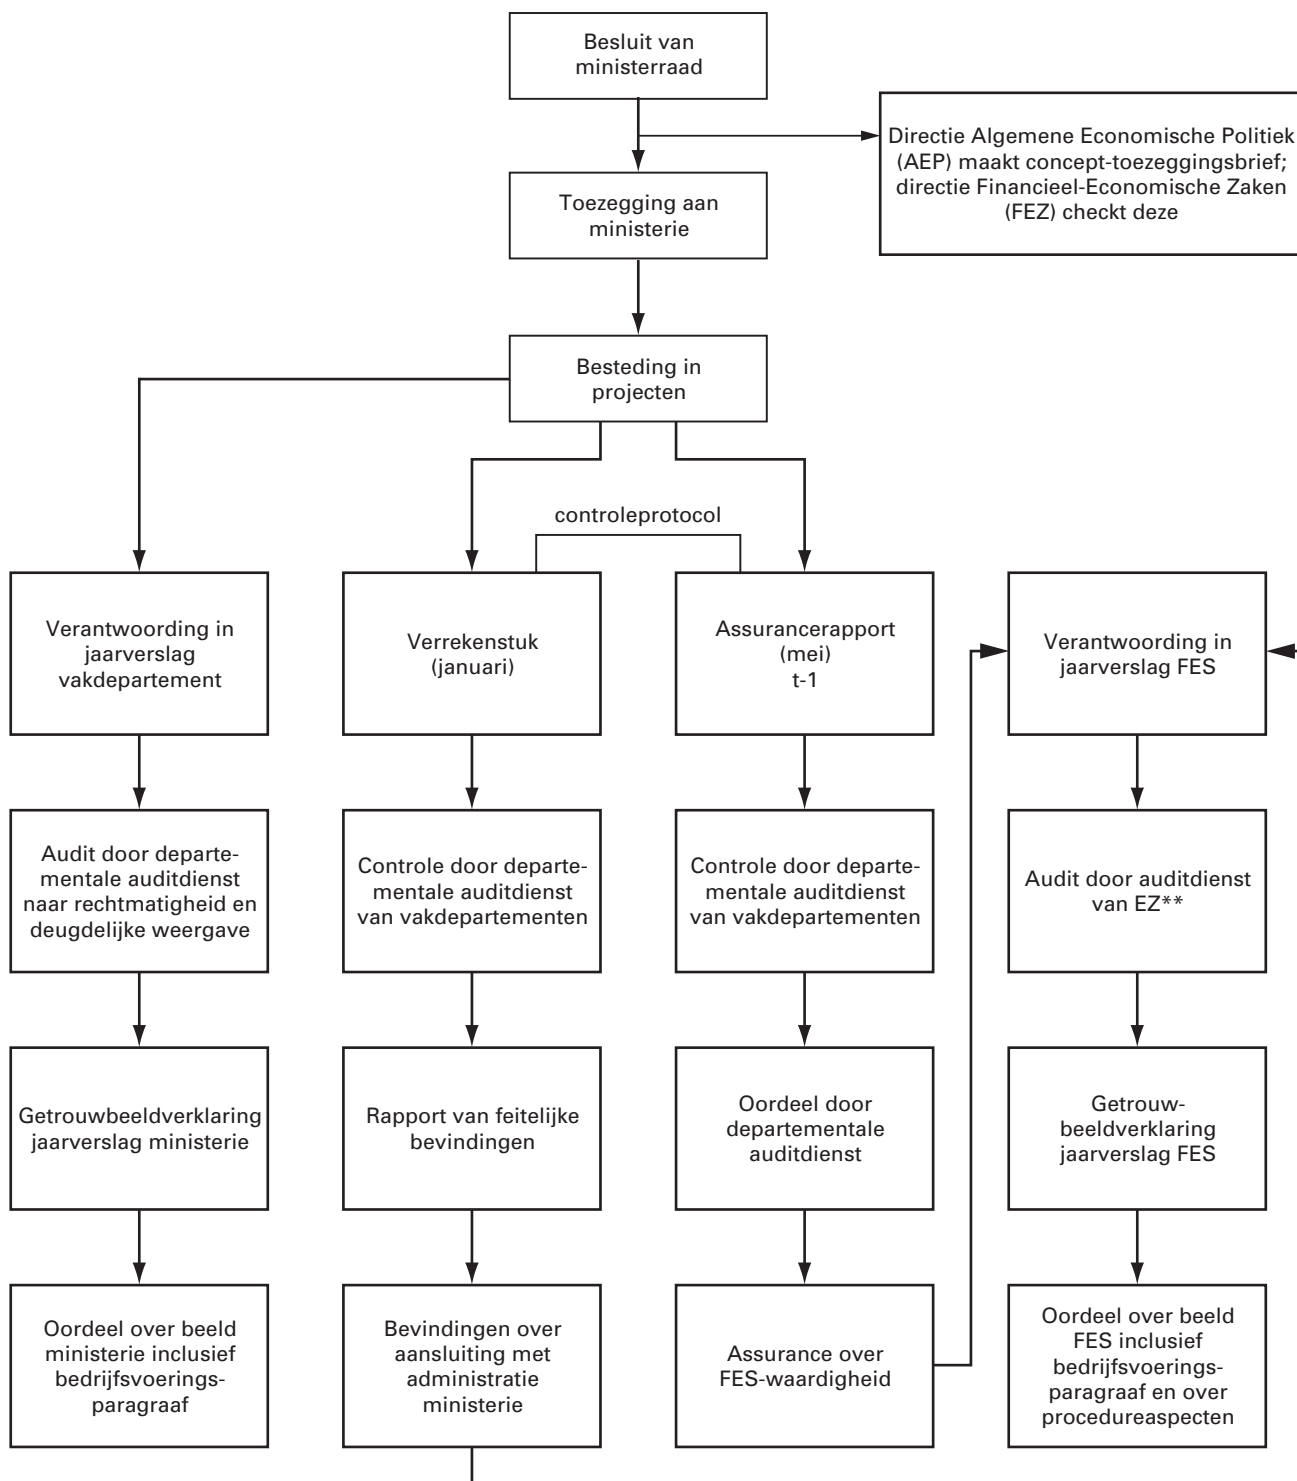 Besluit van
ministerraad
Directie Algemene Economische Politiek
(AEP) maakt concept-toezeggingsbrief;
directie Financieel-Economische Zaken
(FEZ) checkt deze
Toezegging aan
ministerie
Besteding in
projecten
controleprotocol
Verantwoording in
jaarverslag
vakdepartement
Verrekenstuk
(januari)
Assurancerapport
(mei)
t-1
Verantwoording in
jaarverslag FES
Audit door departe-
mentale auditdienst
naar rechtmatigheid en
deugdelijke weergave
Controle door departe-
mentale auditdienst
van vakdepartementen
Controle door departe-
mentale auditdienst
van vakdepartementen
Audit door auditdienst
van EZ**
Getrouwbeeldverklaring
jaarverslag ministerie
Rapport van feitelijke
bevindingen
Oordeel door
departementale
auditdienst
Getrouw-
beeldverklaring
jaarverslag FES
Oordeel over beeld
ministerie inclusief
bedrijfsvoerings-
paragraaf
Bevindingen over
aansluiting met
administratie
ministerie
Assurance over
FES-waardigheid
Oordeel over beeld
FES inclusief
bedrijfsvoerings-
paragraaf en over
procedureaspecten